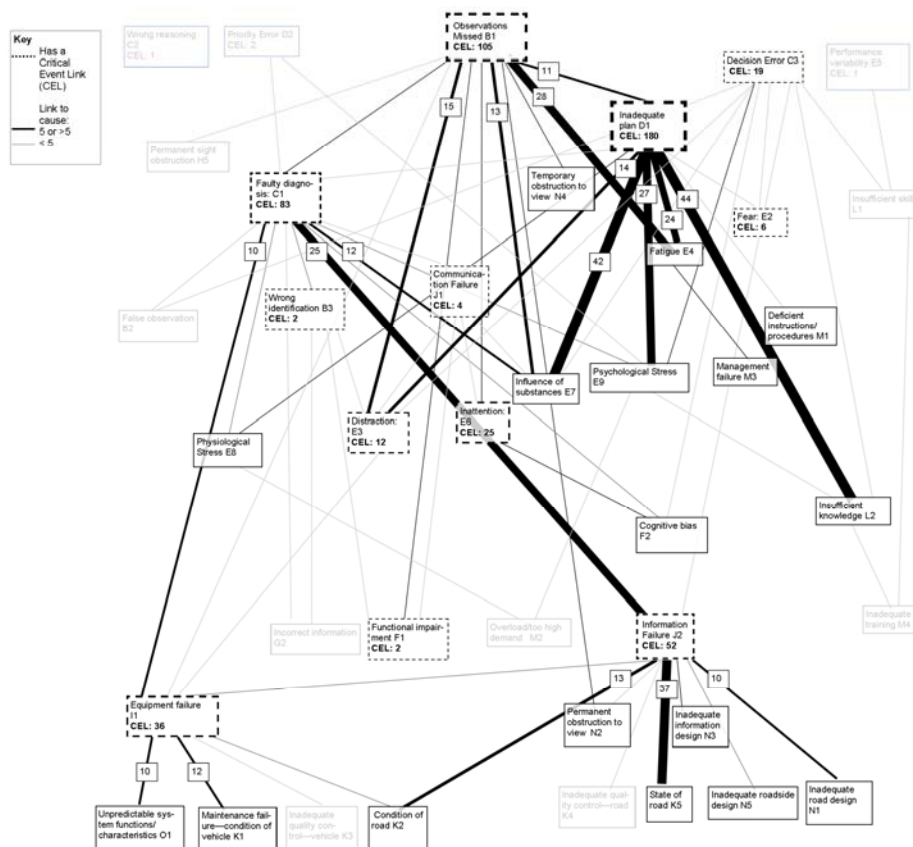 Key
Has a
Critical
Event Link
(CEL)
Link to
cause:
5 or >5
< 5
Wrong reasoning
C2
CEL: 1
Priority Error D2
CEL: 2
Observations
Missed B1
CEL: 105
Decision Error C3
CEL: 19
Performance
variability E8
CEL: 1
11
15
13
28
Inadequate
plan D1
CEL: 180
Permanent sight
obstruction H5
Faulty diagno-
sis: C1
CEL: 83
Temporary
obstruction to
view N4
14
27
44
24
Insufficient skill
L1
Fear: E2
CEL: 6
Fatigue E4
10
25
12
42
Communica-
tion Failure
J1
CEL: 4
Wrong
identification B3
CEL: 2
False observation
B2
Deficient
instructions/
procedures M1
Management
failure M3
Psychological Stress
E9
Influence of
substances E7
Distraction:
E3
CEL: 12
Inattention:
E6
CEL: 25
Physiological
Stress E8
Insufficient
knowledge L2
Cognitive bias
F2
Incorrect information
G2
Functional impair-
ment F1
CEL: 2
Overload/too high
demand M2
Information
Failure J2
CEL: 52
Inadequate
training M4
13
37
10
Equipment failure
I1
CEL: 36
Permanent
obstruction to
view N2
Inadequate
information
design N3
10
12
Unpredictable sys-
tem functions/
characteristics O1
Maintenance fail-
ure—condition of
vehicle K1
Inadequate
quality con-
trol—vehicle K3
Condition of
road K2
Inadequate quali-
ty control—road
K4
State of
road K5
Inadequate roadside
design N5
Inadequate
road design
N1